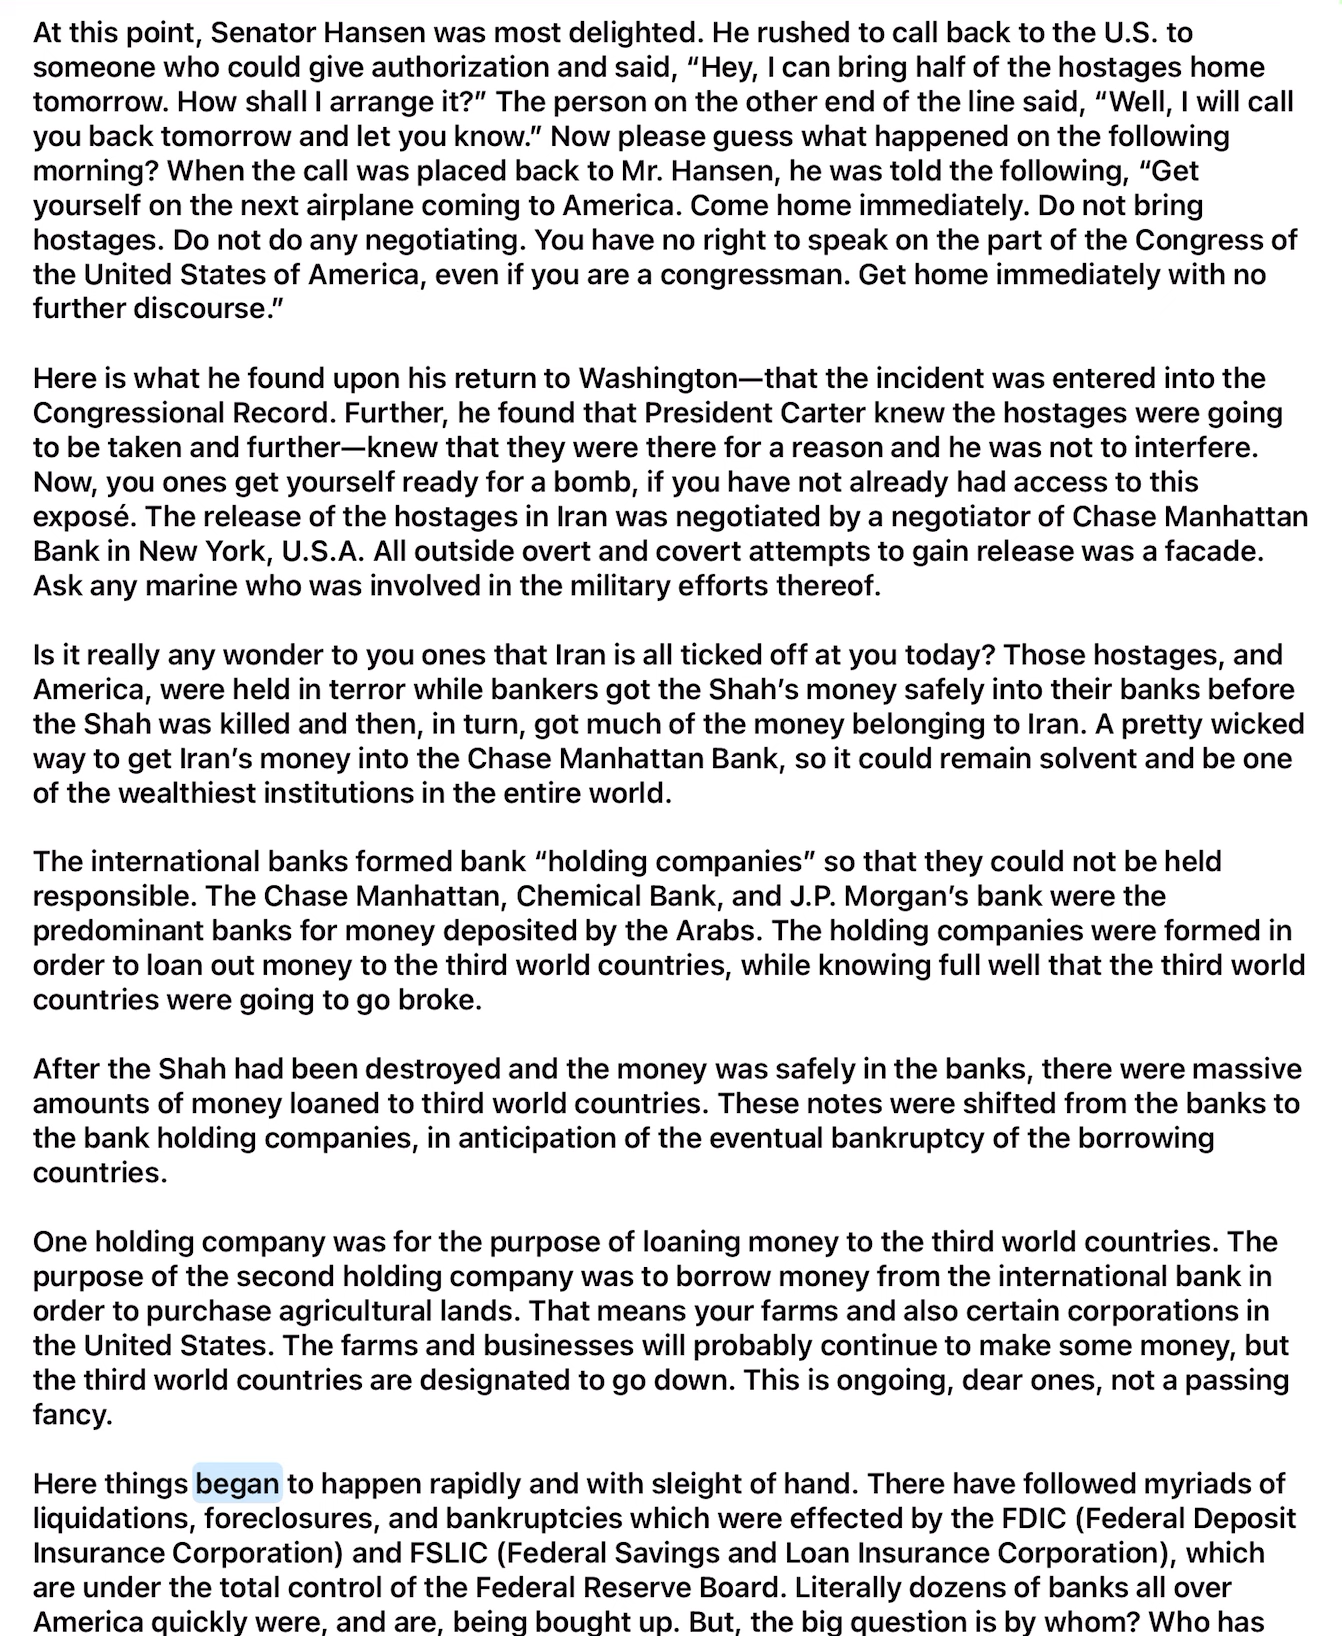 At this point, Senator Hansen was most delighted. He rushed to call back to the U.S. to
someone who could give authorization and said, “Hey, I can bring half of the hostages home
tomorrow. How shall I arrange it?” The person on the other end of the line said, “Well, I will call
you back tomorrow and let you know.” Now please guess what happened on the following
morning? When the call was placed back to Mr. Hansen, he was told the following, “Get
yourself on the next airplane coming to America. Come home immediately. Do not bring
hostages. Do not do any negotiating. You have no right to speak on the part of the Congress of
the United States of America, even if you are a congressman. Get home immediately with no
further discourse.”
Here is what he found upon his return to Washington—that the incident was entered into the
Congressional Record. Further, he found that President Carter knew the hostages were going
to be taken and further—knew that they were there for a reason and he was not to interfere.
Now, you ones get yourself ready for a bomb, if you have not already had access to this
exposé. The release of the hostages in Iran was negotiated by a negotiator of Chase Manhattan
Bank in New York, U.S.A. All outside overt and covert attempts to gain release was a facade.
Ask any marine who was involved in the military efforts thereof.
Is it really any wonder to you ones that Iran is all ticked off at you today? Those hostages, and
America, were held in terror while bankers got the Shah’s money safely into their banks before
the Shah was killed and then, in turn, got much of the money belonging to Iran. A pretty wicked
way to get Iran’s money into the Chase Manhattan Bank, so it could remain solvent and be one
of the wealthiest institutions in the entire world.
The international banks formed bank “holding companies” so that they could not be held
responsible. The Chase Manhattan, Chemical Bank, and J.P. Morgan’s bank were the
predominant banks for money deposited by the Arabs. The holding companies were formed in
order to loan out money to the third world countries, while knowing full well that the third world
countries were going to go broke.
After the Shah had been destroyed and the money was safely in the banks, there were massive
amounts of money loaned to third world countries. These notes were shifted from the banks to
the bank holding companies, in anticipation of the eventual bankruptcy of the borrowing
countries.
One holding company was for the purpose of loaning money to the third world countries. The
purpose of the second holding company was to borrow money from the international bank in
order to purchase agricultural lands. That means your farms and also certain corporations in
the United States. The farms and businesses will probably continue to make some money, but
the third world countries are designated to go down. This is ongoing, dear ones, not a passing
fancy.
Here things began to happen rapidly and with sleight of hand. There have followed myriads of
liquidations, foreclosures, and bankruptcies which were effected by the FDIC (Federal Deposit
Insurance Corporation) and FSLIC (Federal Savings and Loan Insurance Corporation), which
are under the total control of the Federal Reserve Board. Literally dozens of banks all over
America quickly were, and are, being bought up. But, the big question is by whom? Who has